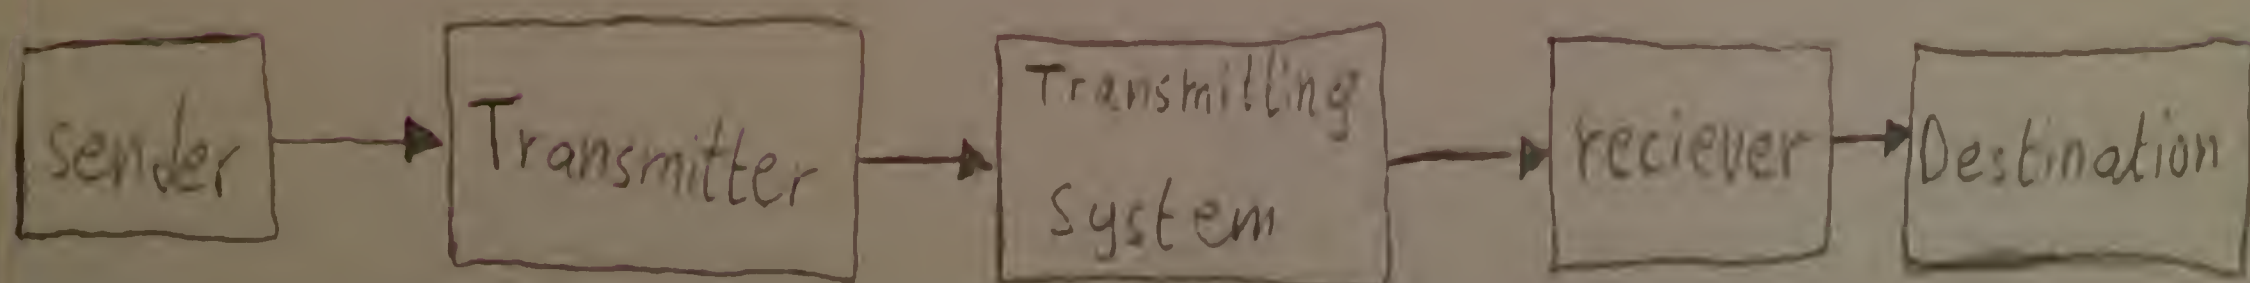 sender
Transmitter
Transmitting
system
reciever
Destination